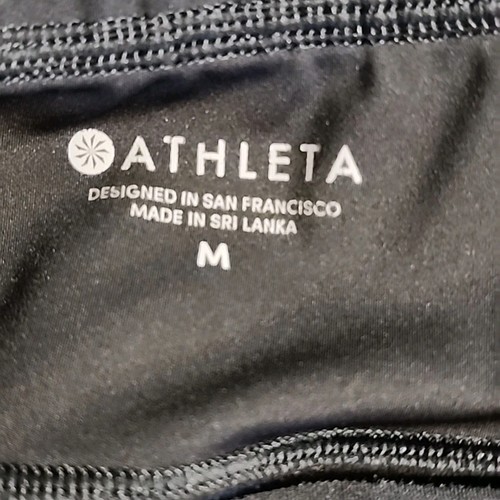 ATHLETA
DESIGNED IN SAN FRANCISCO
MADE IN SRI LANKA
M